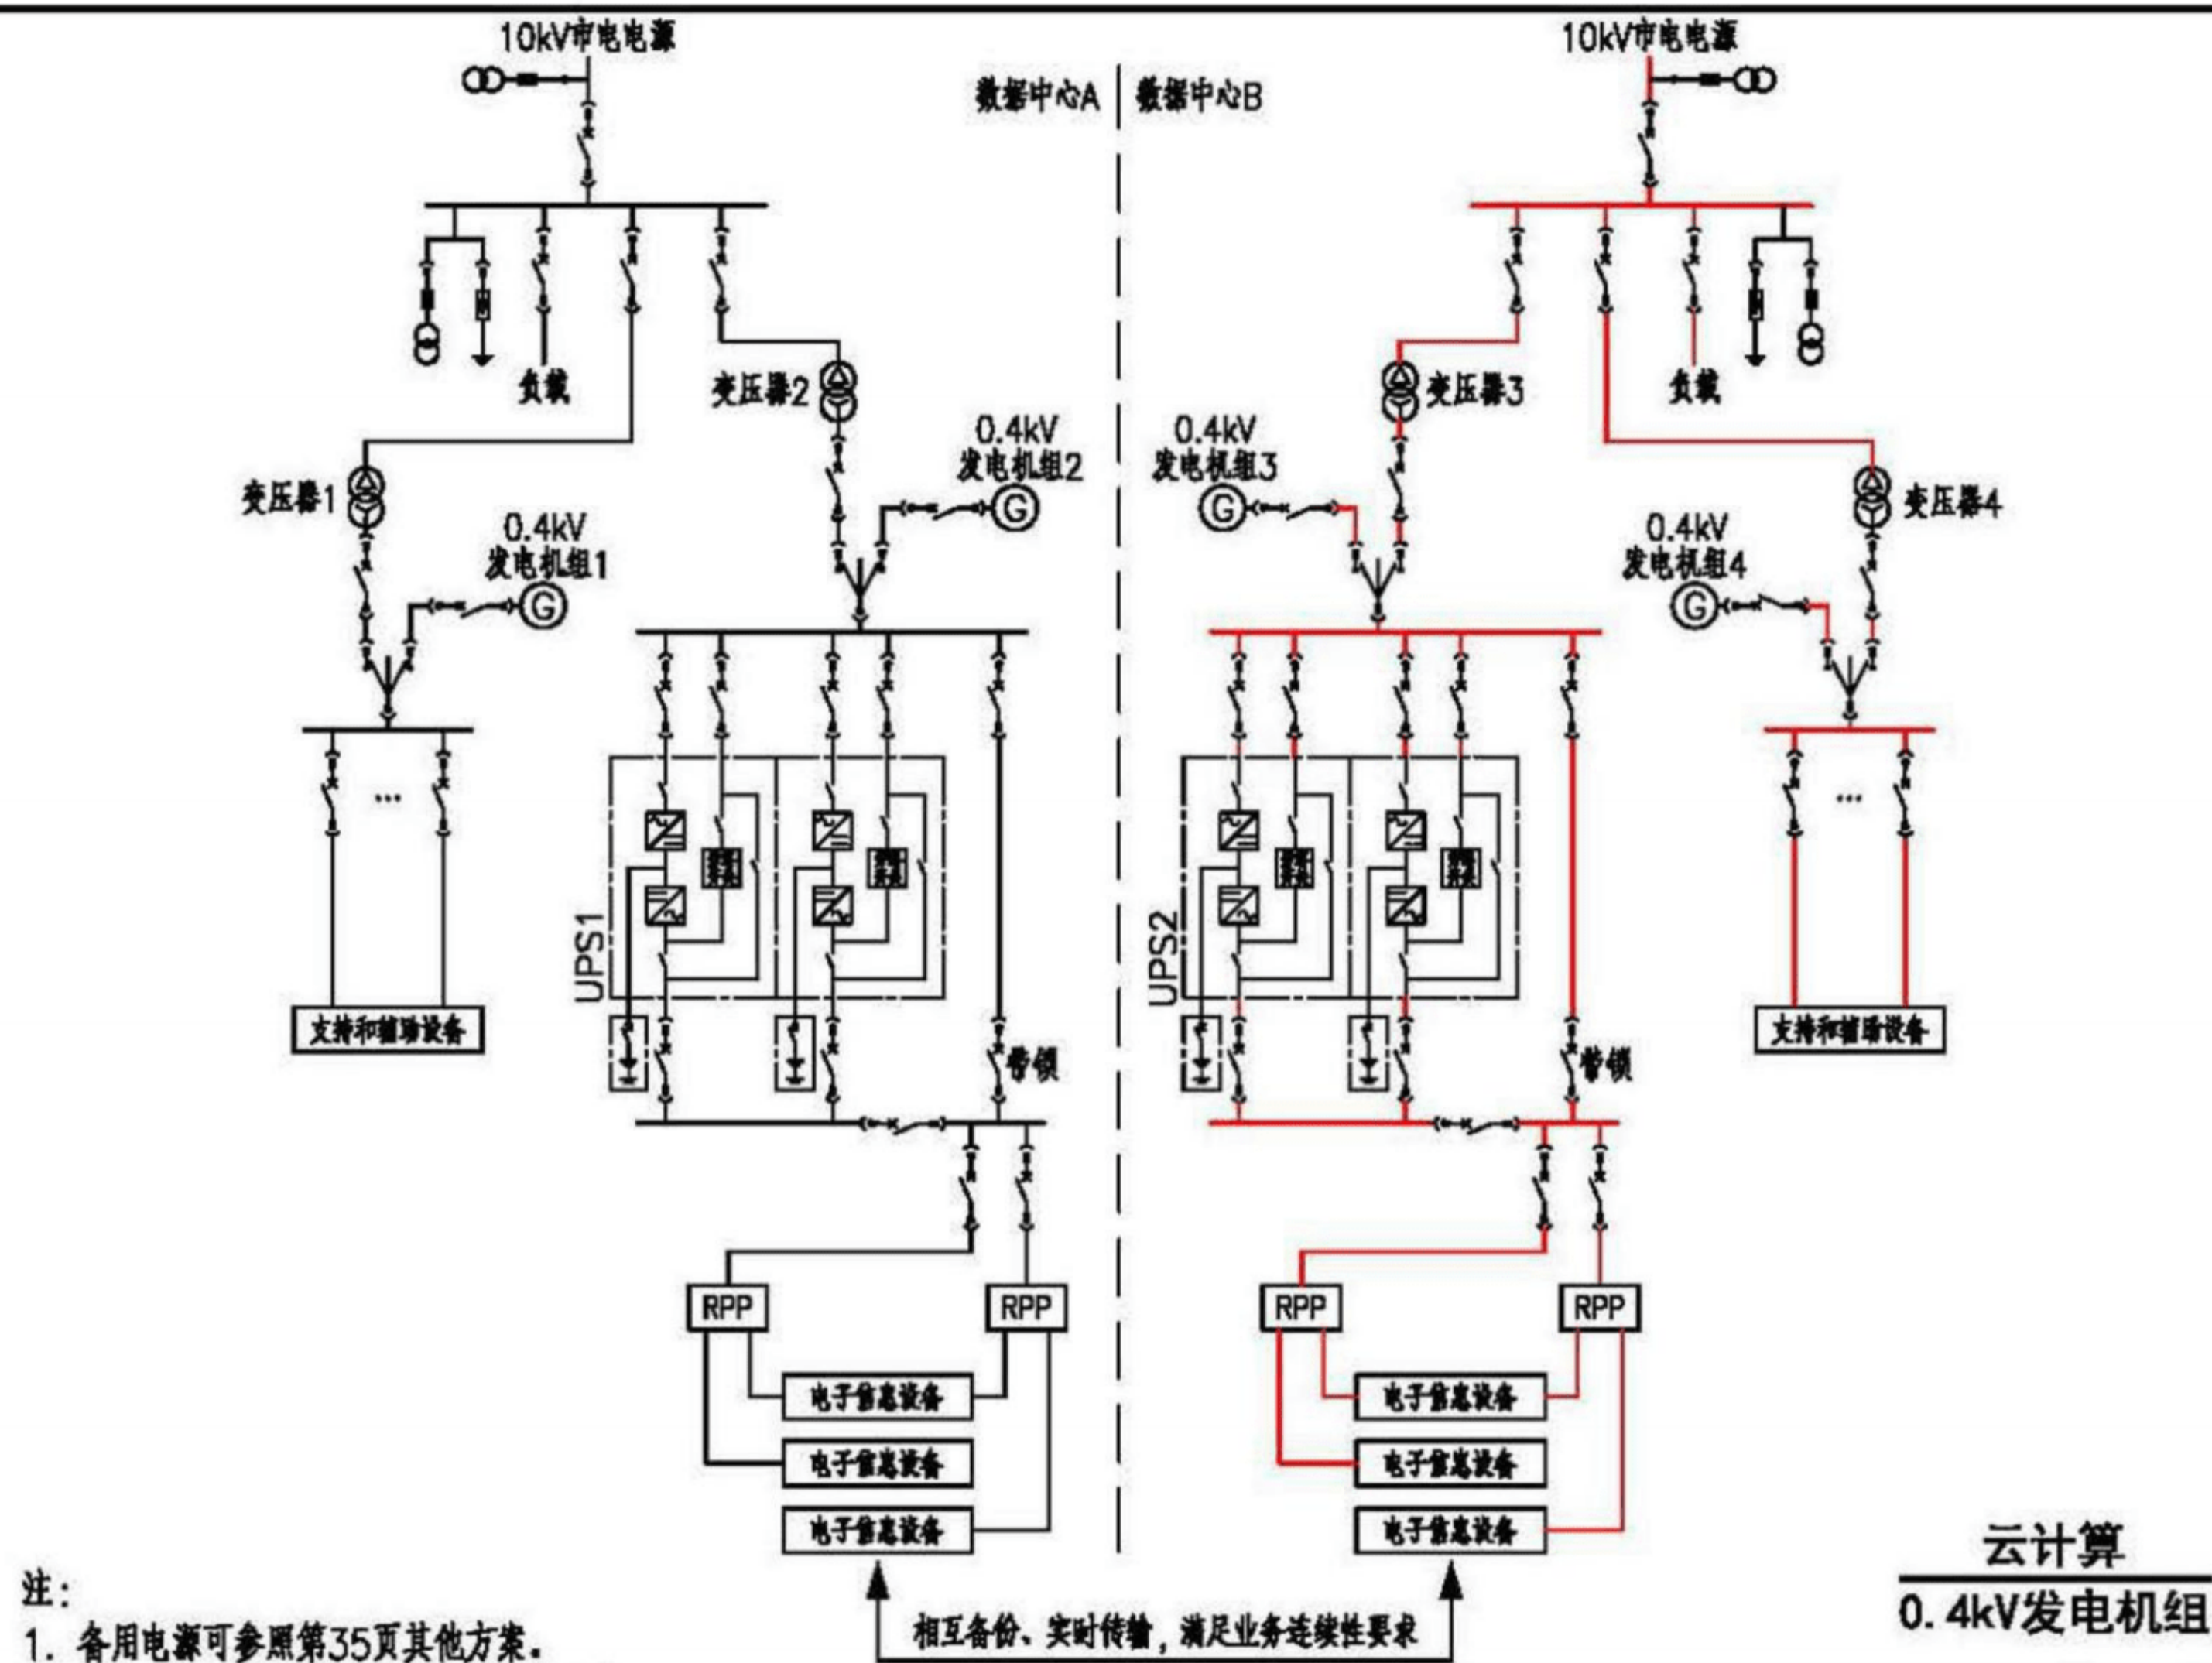 10kV市电电源
10kV市电电源
数据中心A
数据中心B
负载
变压器2
变压器3
负载
0.4kV
发电机组2
0.4kV
发电机组3
变压器1
变压器4
0.4kV
发电机组1
0.4kV
发电机组4
G
G
G
G
...
...
UPS1
UPS2
支持和辅助设备
带锁
带锁
支持和辅助设备
RPP
RPP
RPP
RPP
电子信息设备
电子信息设备
电子信息设备
电子信息设备
电子信息设备
电子信息设备
相互备份、实时传输，满足业务连续性要求
云计算
0.4kV发电机组
注：
1. 备用电源可参照第35页其他方案。